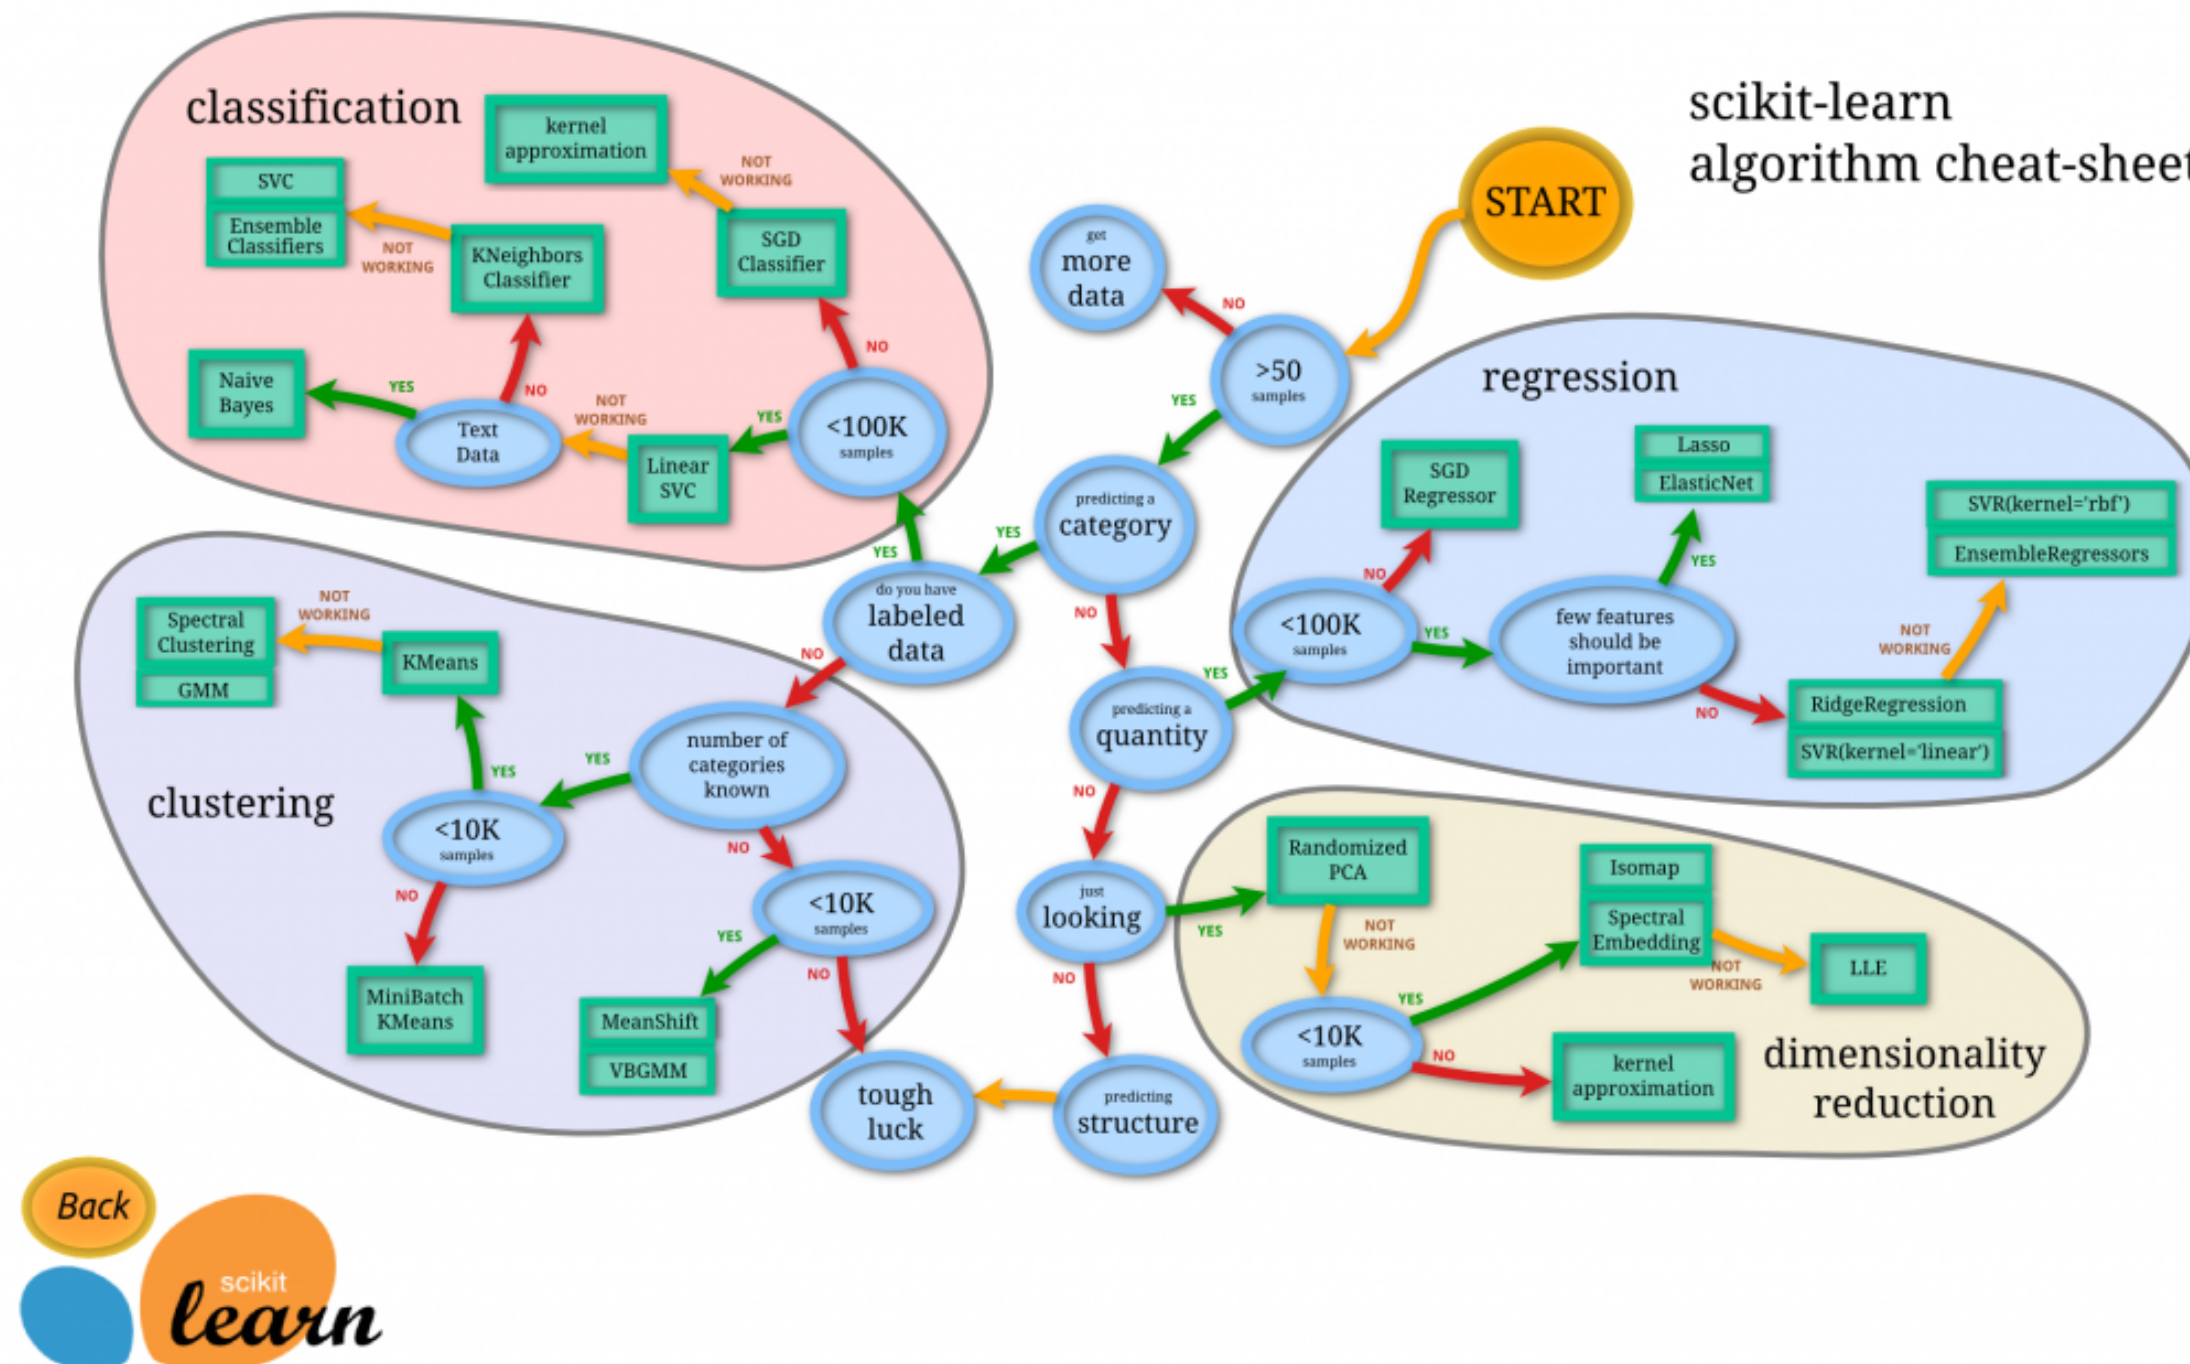 scikit-learn
algorithm cheat-sheet
START
classification
kernel
approximation
NOT
WORKING
SVC
Ensemble
Classifiers
NOT
WORKING
KNeighbors
Classifier
SGD
Classifier
NO
Naive
Bayes
YES
Text
Data
NO
NOT
WORKING
Linear
SVC
YES
<100K
samples
YES
get
more
data
NO
>50
samples
YES
predicting a
category
YES
NO
do you have
labeled
data
NO
predicting a
quantity
YES
NO
just
looking
YES
NO
predicting
structure
tough
luck
regression
SGD
Regressor
Lasso
ElasticNet
SVR(kernel='rbf')
EnsembleRegressors
NO
YES
<100K
samples
YES
few features
should be
important
NOT
WORKING
NO
RidgeRegression
SVR(kernel='linear')
clustering
Spectral
Clustering
GMM
NOT
WORKING
KMeans
YES
number of
categories
known
YES
<10K
samples
NO
NO
<10K
samples
YES
NO
MiniBatch
KMeans
MeanShift
VBGMM
Randomized
PCA
NOT
WORKING
Isomap
Spectral
Embedding
NOT
WORKING
LLE
YES
<10K
samples
NO
kernel
approximation
dimensionality
reduction
Back
scikit
learn